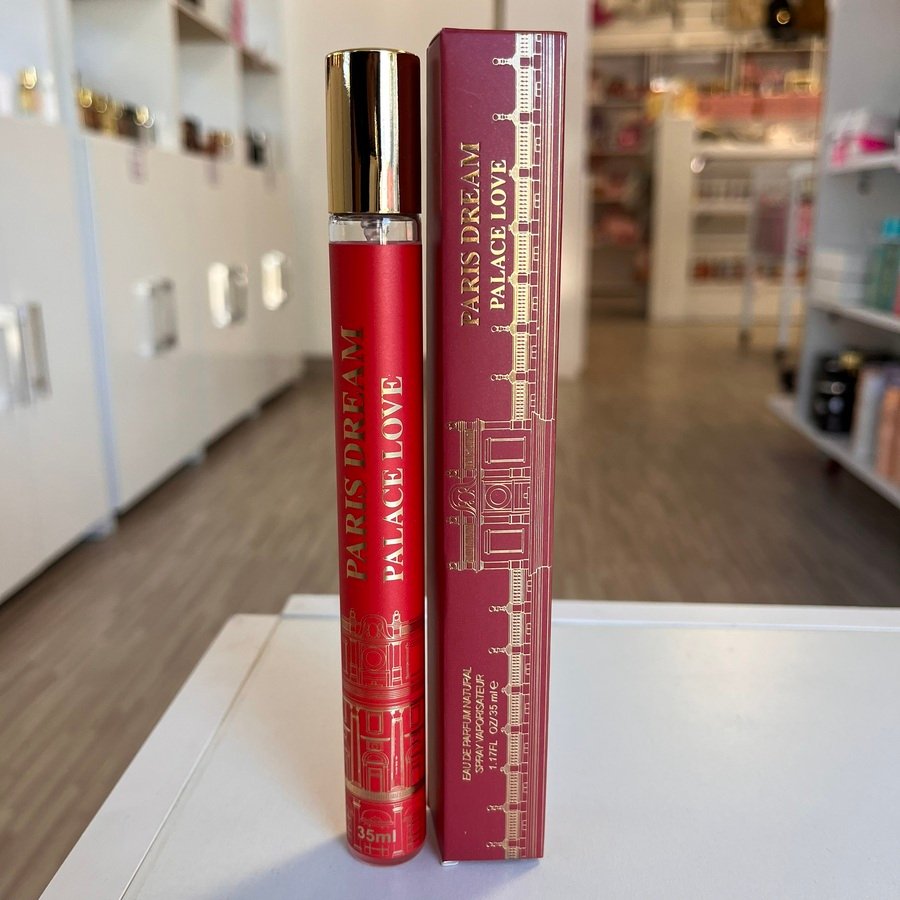 PARIS DREAM
PALACE LOVE
35ml
PARIS DREAM
PALACE LOVE
EAU DE PARFUM NATURAL
SPRAY VAPORISATEUR
1.17FL OZ/35 ml ℮